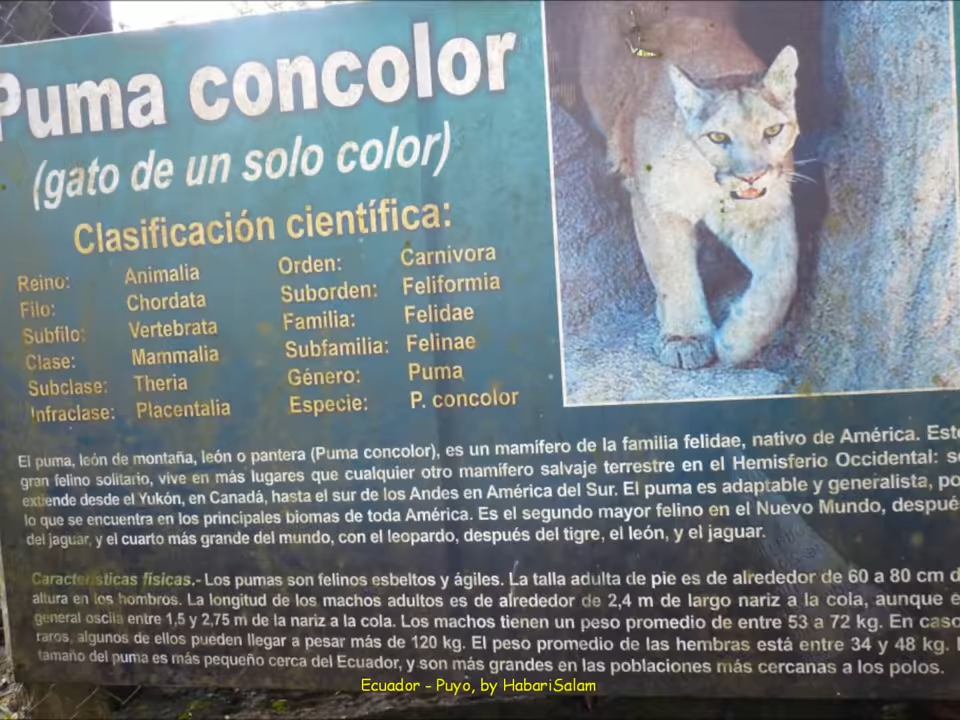 Puma concolor
(gato de un solo color)
Clasificación científica:
Reino: Animalia Orden: Carnivora
Filo: Chordata Suborden: Feliformia
Subfilo: Vertebrata Familia: Felidae
Clase: Mammalia Subfamilia: Felinae
Subclase: Theria Género: Puma
Infraclase: Placentalia Especie: P. concolor
El puma, león de montaña, león o pantera (Puma concolor), es un mamífero de la familia felidae, nativo de América. Este
gran felino solitario, vive en más lugares que cualquier otro mamífero salvaje terrestre en el Hemisferio Occidental: se
extiende desde el Yukón, en Canadá, hasta el sur de los Andes en América del Sur. El puma es adaptable y generalista, po
lo que se encuentra en los principales biomas de toda América. Es el segundo mayor felino en el Nuevo Mundo, despué
del jaguar, y el cuarto más grande del mundo, con el leopardo, después del tigre, el león, y el jaguar.
Características físicas.- Los pumas son felinos esbeltos y ágiles. La talla adulta de pie es de alrededor de 60 a 80 cm d
altura en los hombros. La longitud de los machos adultos es de alrededor de 2,4 m de largo nariz a la cola, aunque e
general oscila entre 1,5 y 2,75 m de la nariz a la cola. Los machos tienen un peso promedio de entre 53 a 72 kg. En caso
raros, algunos de ellos pueden llegar a pesar más de 120 kg. El peso promedio de las hembras está entre 34 y 48 kg.
tamaño del puma es más pequeño cerca del Ecuador, y son más grandes en las poblaciones más cercanas a los polos.
Ecuador - Puyo, by HabariSalam